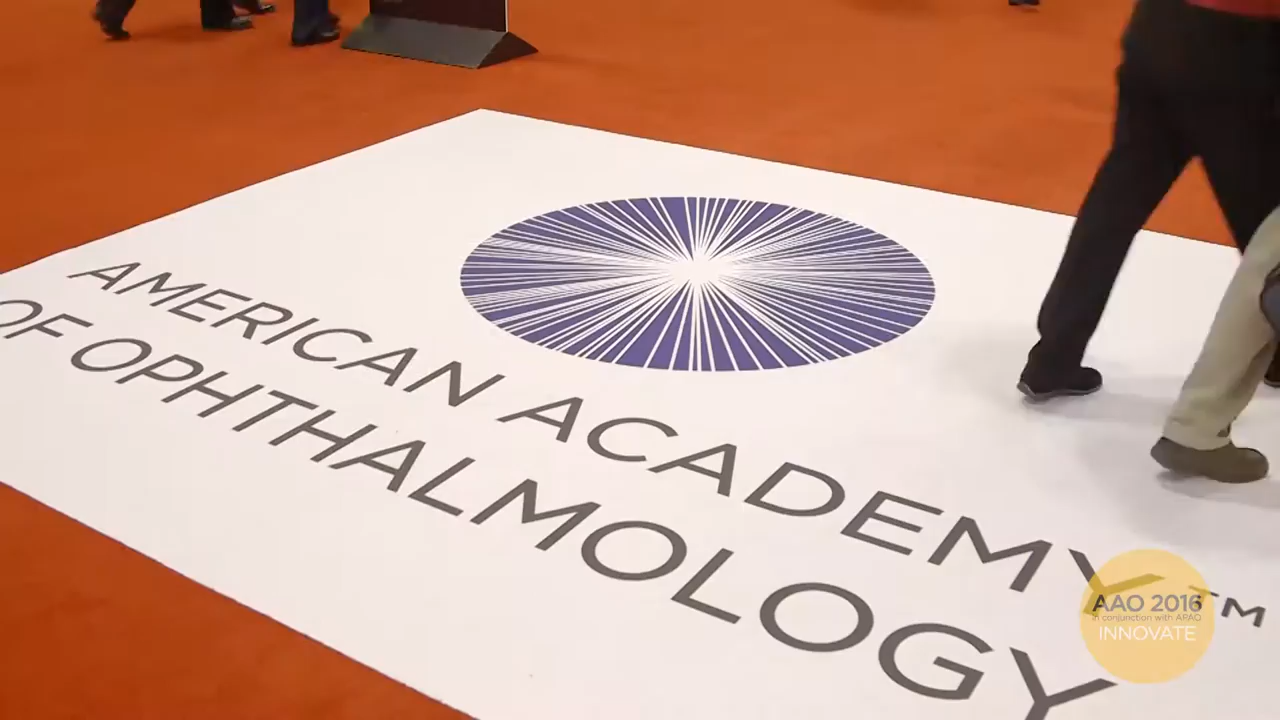 AMERICAN ACADEMY™
OF OPHTHALMOLOGY
AAO 2016
in conjunction with APAO
INNOVATE